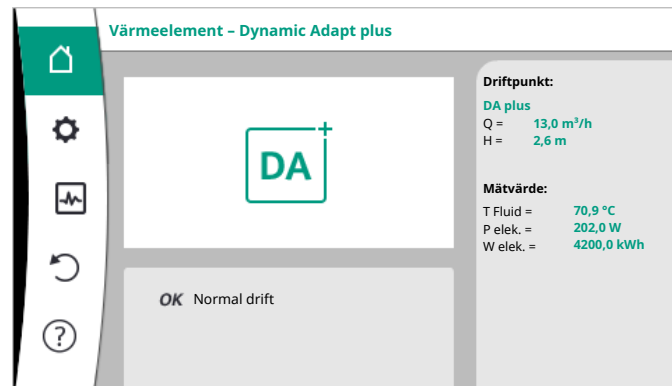 Värmeelement – Dynamic Adapt plus
DA+
OK Normal drift
?
Driftpunkt:
DA plus
Q = 13,0 m³/h
H = 2,6 m
Mätvärde:
T Fluid = 70,9 °C
P elek. = 202,0 W
W elek. = 4200,0 kWh